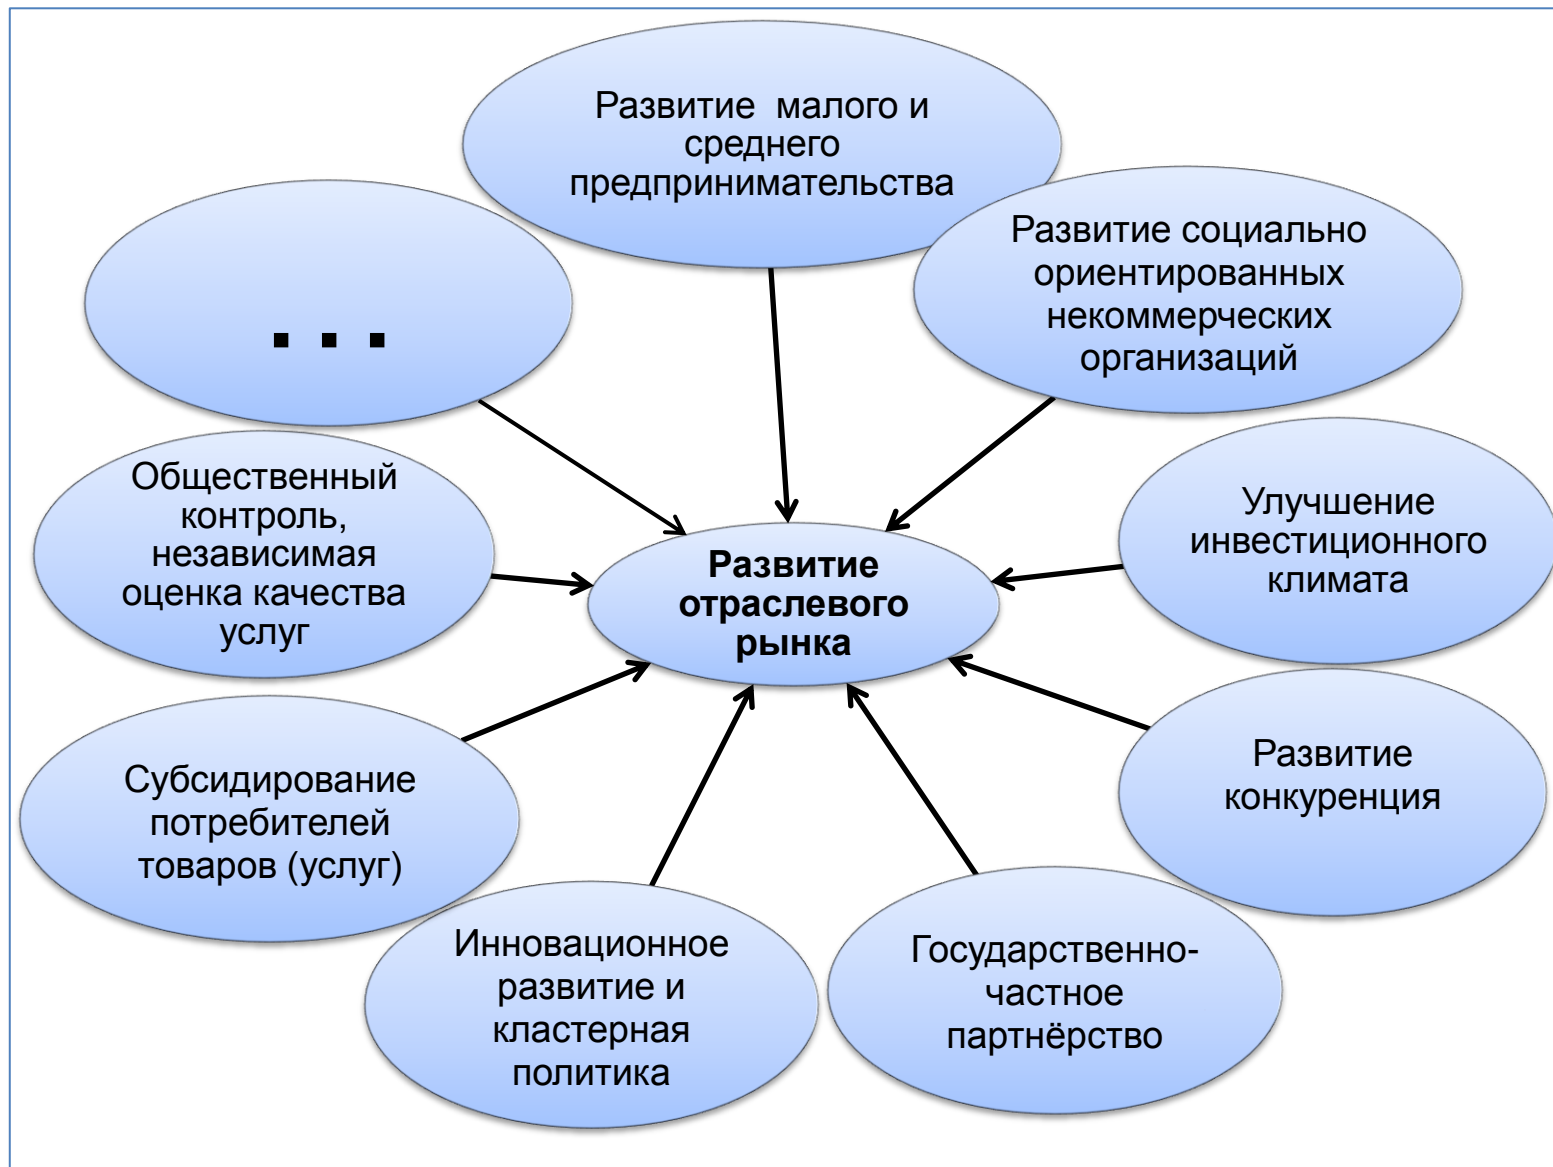 Развитие малого и
среднего
предпринимательства
Развитие социально
ориентированных
некоммерческих
организаций
. . .
Общественный
контроль,
независимая
оценка качества
услуг
Улучшение
инвестиционного
климата
Развитие
отраслевого
рынка
Субсидирование
потребителей
товаров (услуг)
Развитие
конкуренция
Инновационное
развитие и
кластерная
политика
Государственно-
частное
партнёрство